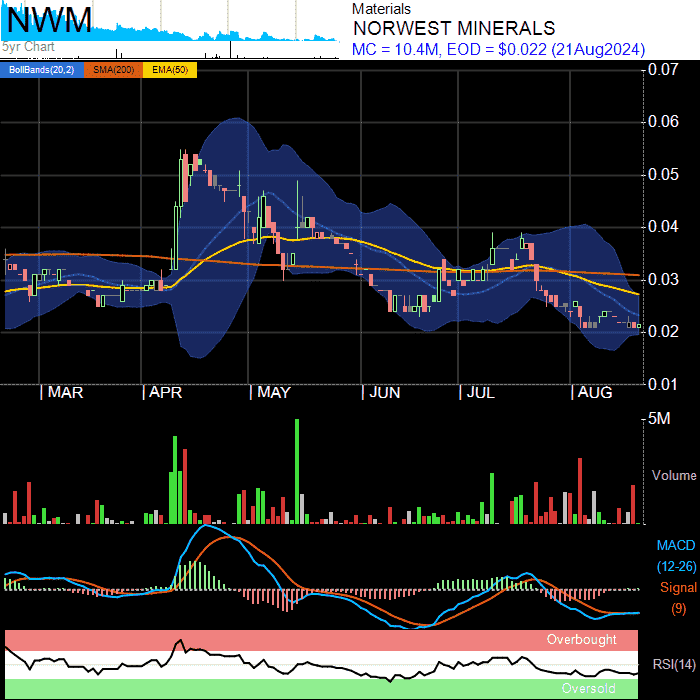 NWM
5yr Chart
Materials
NORWEST MINERALS
MC = 10.4M, EOD = $0.022 (21Aug2024)
BollBands(20,2) SMA(200) EMA(50)
0.07
0.06
0.05
0.04
0.03
0.02
0.01
MAR APR MAY JUN JUL AUG
5M
Volume
MACD
(12-26)
Signal
(9)
Overbought
RSI(14)
Oversold